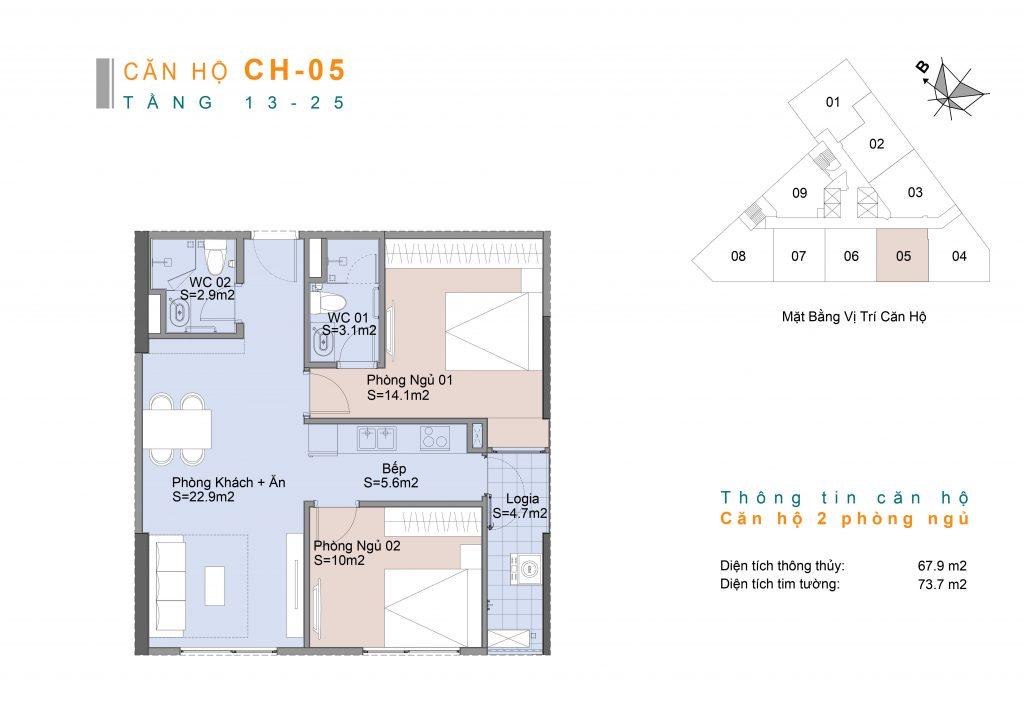 CĂN HỘ CH-05
TẦNG 13-25
B
01
02
03
09
08
07
06
05
04
Mặt Bằng Vị Trí Căn Hộ
WC 02
S=2.9m2
WC 01
S=3.1m2
Phòng Ngủ 01
S=14.1m2
Bếp
S=5.6m2
Phòng Khách + Ăn
S=22.9m2
Logia
S=4.7m2
Phòng Ngủ 02
S=10m2
Thông tin căn hộ
Căn hộ 2 phòng ngủ
Diện tích thông thủy: 67.9 m2
Diện tích tim tường: 73.7 m2